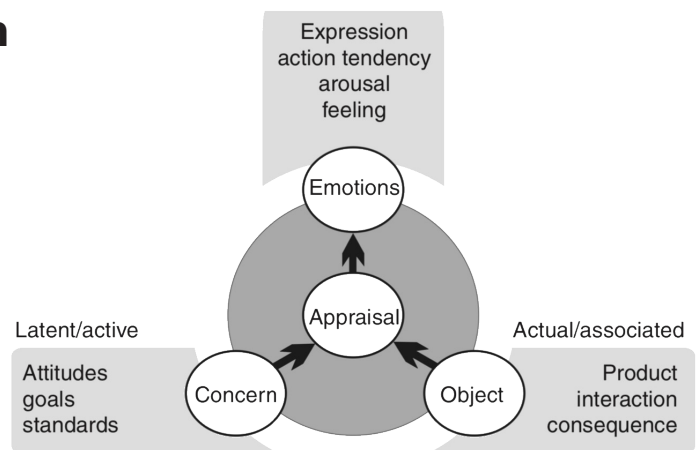 n
Expression
action tendency
arousal
feeling
Emotions
Appraisal
Latent/active
Actual/associated
Attitudes
goals
standards
Concern
Object
Product
interaction
consequence